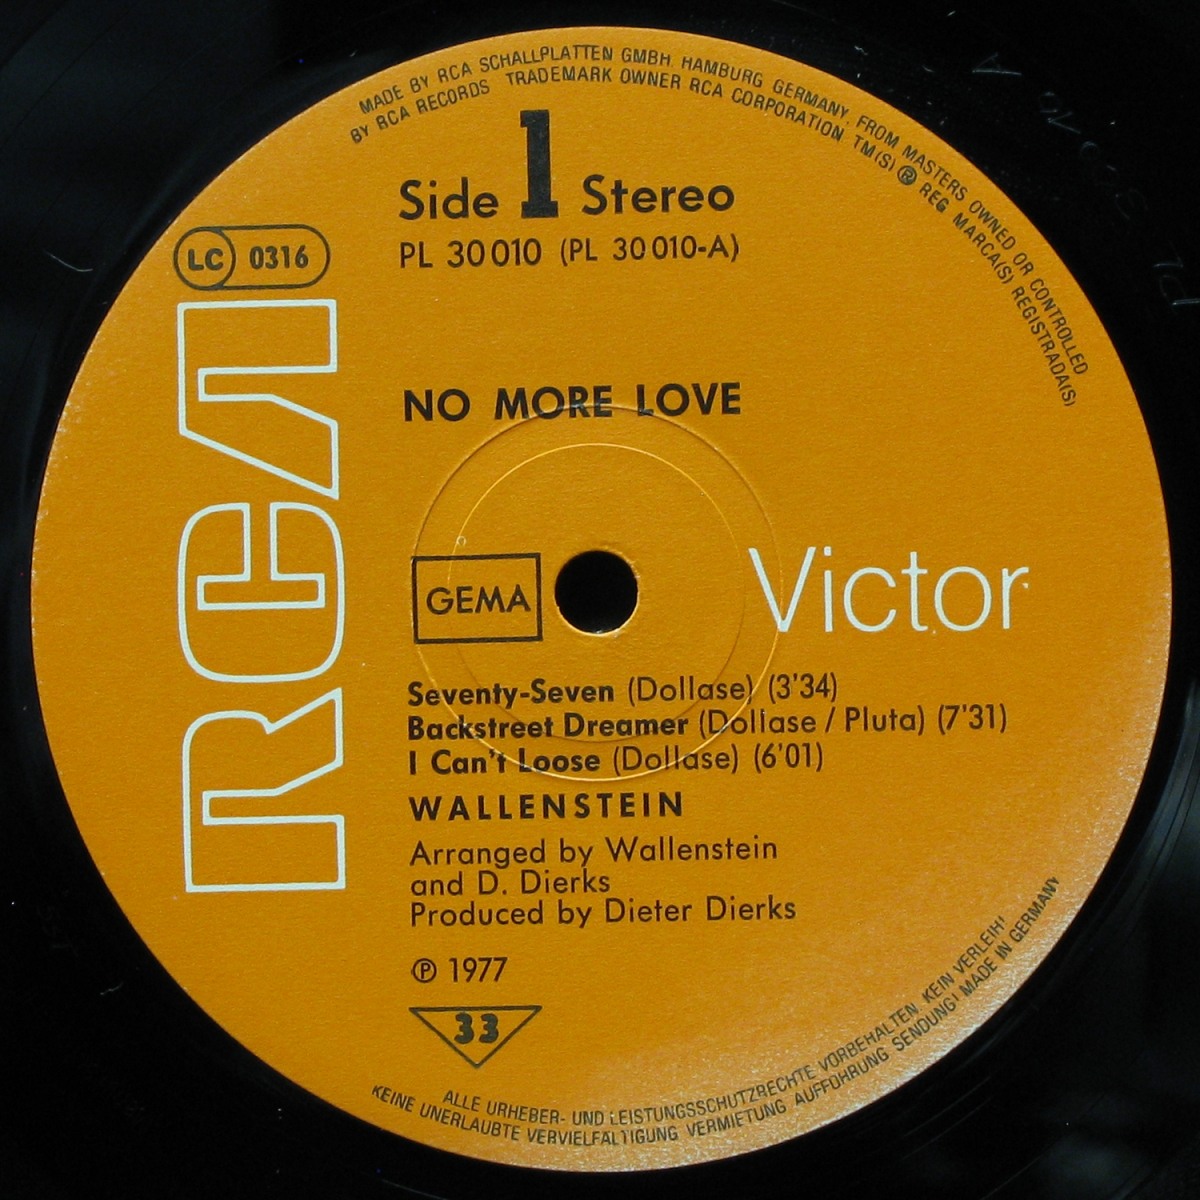 MADE BY RCA SCHALLPLATTEN GMBH. HAMBURG GERMANY. FROM MASTERS OWNED OR CONTROLLED
BY RCA RECORDS TRADEMARK OWNER RCA CORPORATION TM(S) ® REG MARCA(S) REGISTRADA(S)
Side 1 Stereo
PL 30010 (PL 30010-A)
LC 0316
RCA
NO MORE LOVE
GEMA
Victor
Seventy-Seven (Dollase) (3'34)
Backstreet Dreamer (Dollase / Pluta) (7'31)
I Can't Loose (Dollase) (6'01)
WALLENSTEIN
Arranged by Wallenstein
and D. Dierks
Produced by Dieter Dierks
℗ 1977
33
ALLE URHEBER- UND LEISTUNGSSCHUTZRECHTE VORBEHALTEN. KEIN VERLEIH!
KEINE UNERLAUBTE VERVIELFÄLTIGUNG VERMIETUNG AUFFÜHRUNG SENDUNG! MADE IN GERMANY